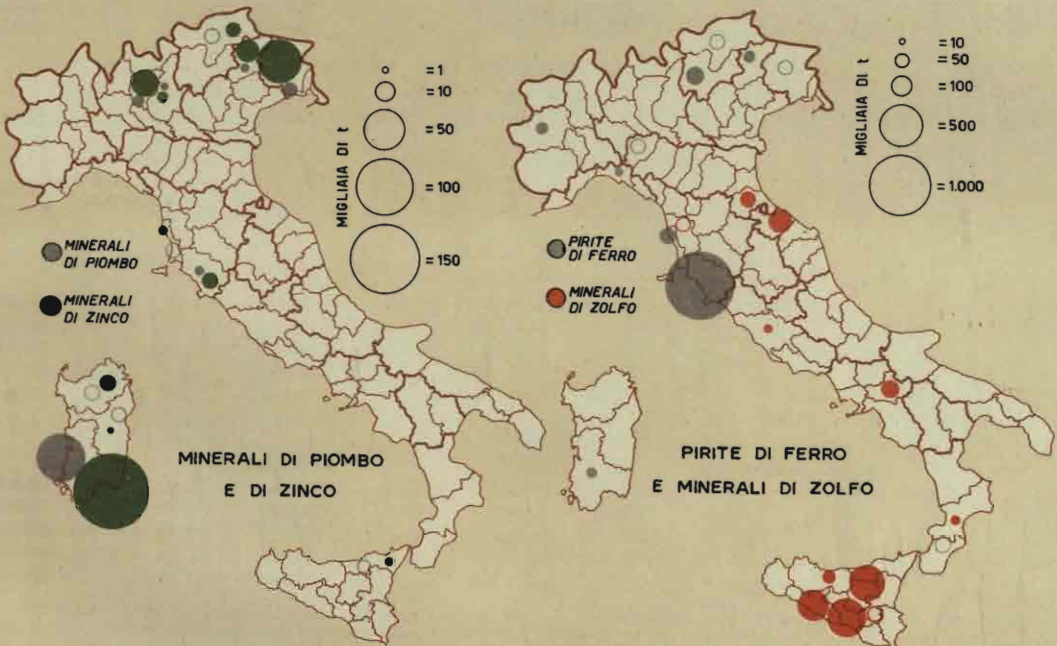 MIGLIAIA DI t
= 1
= 10
= 50
= 100
= 150
MINERALI
DI PIOMBO
MINERALI
DI ZINCO
MINERALI DI PIOMBO
E DI ZINCO
MIGLIAIA DI t
= 10
= 50
= 100
= 500
= 1.000
PIRITE
DI FERRO
MINERALI
DI ZOLFO
PIRITE DI FERRO
E MINERALI DI ZOLFO